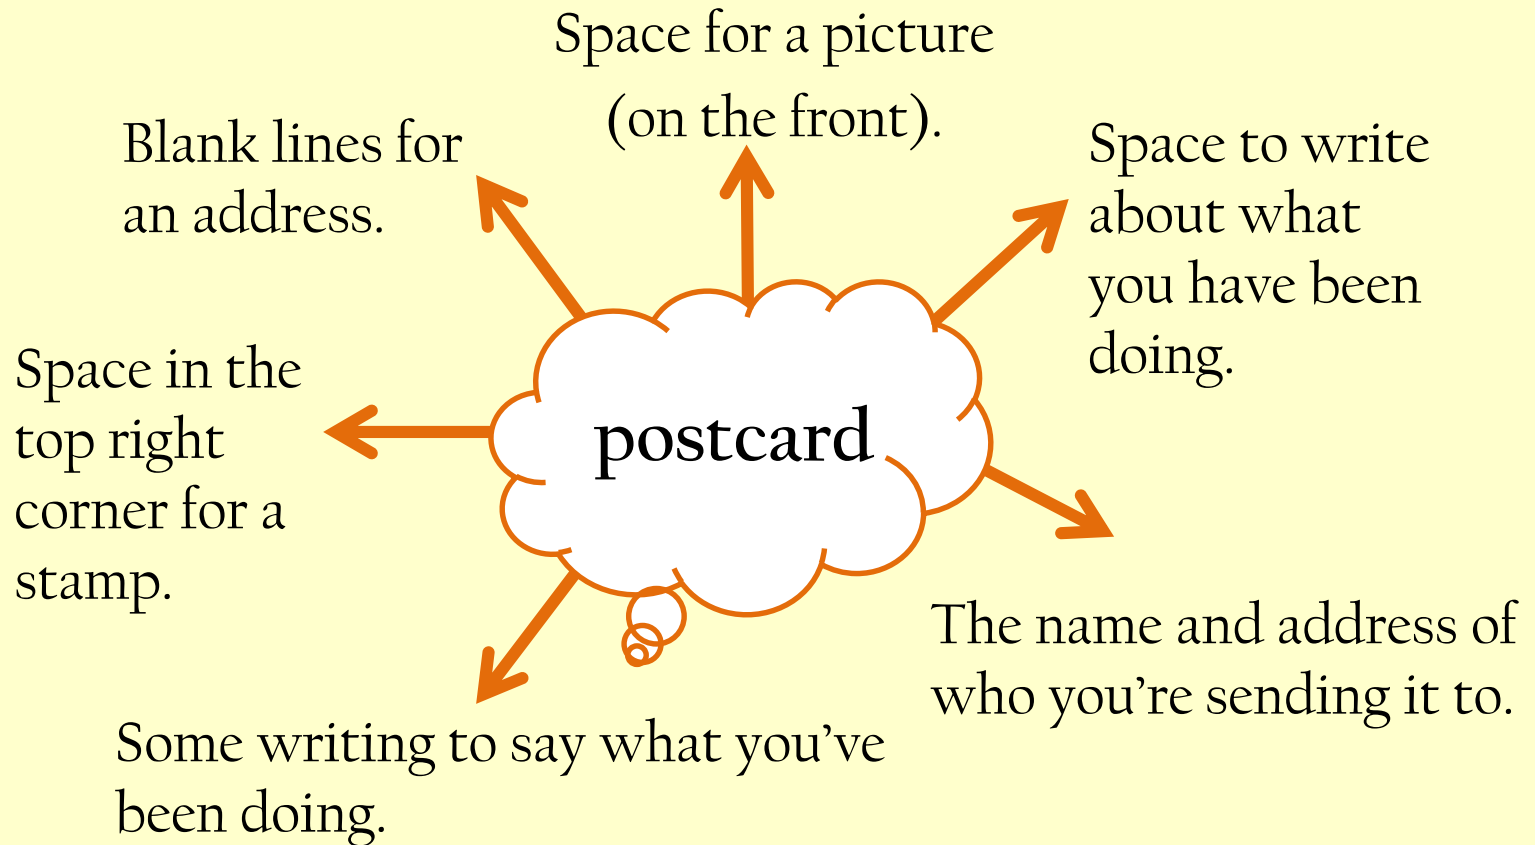 Space for a picture
(on the front).
Blank lines for
an address.
Space to write
about what
you have been
doing.
Space in the
top right
corner for a
stamp.
postcard
The name and address of
who you’re sending it to.
Some writing to say what you’ve
been doing.